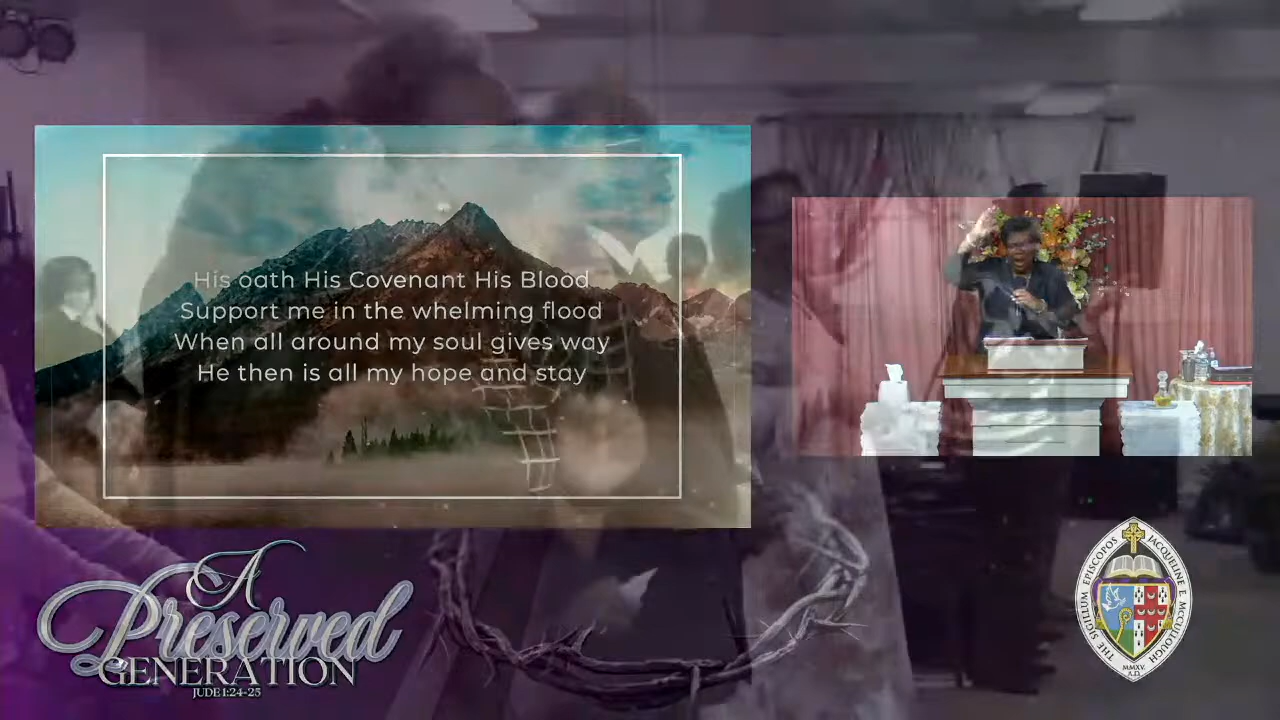 His oath His Covenant His Blood
Support me in the whelming flood
When all around my soul gives way
He then is all my hope and stay
A
Preserved
GENERATION
JUDE 1:24-25
THE SIGILLUM EPISCOPOS JACQUELINE E. MCCULLOUGH
MMXV.
A.D.